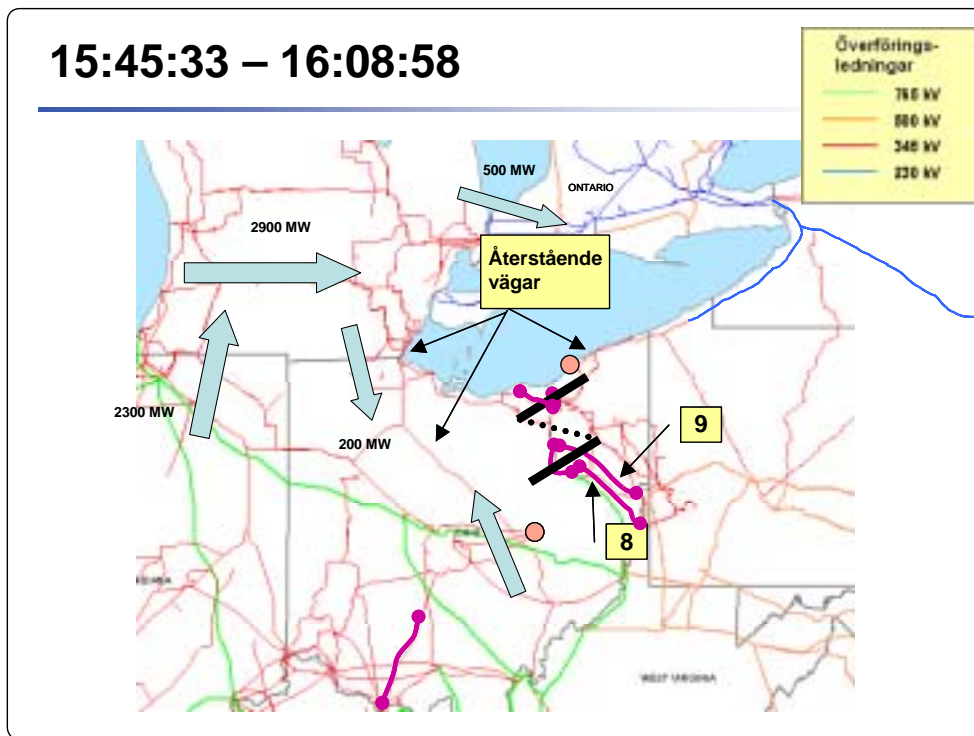 15:45:33 – 16:08:58
Överförings-
ledningar
765 kV
500 kV
345 kV
230 kV
500 MW
ONTARIO
2900 MW
Återstående
vägar
2300 MW
200 MW
9
8
WEST VIRGINIA